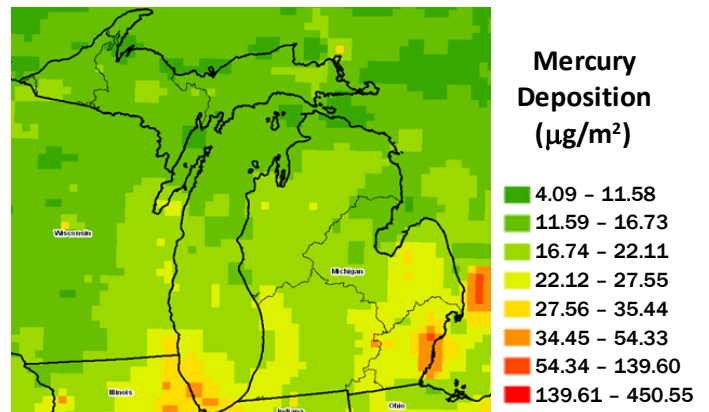 Mercury
Deposition
(μg/m²)
4.09 – 11.58
11.59 – 16.73
16.74 – 22.11
22.12 – 27.55
27.56 – 35.44
34.45 – 54.33
54.34 – 139.60
139.61 – 450.55
Wisconsin
Michigan
Illinois
Indiana
Ohio